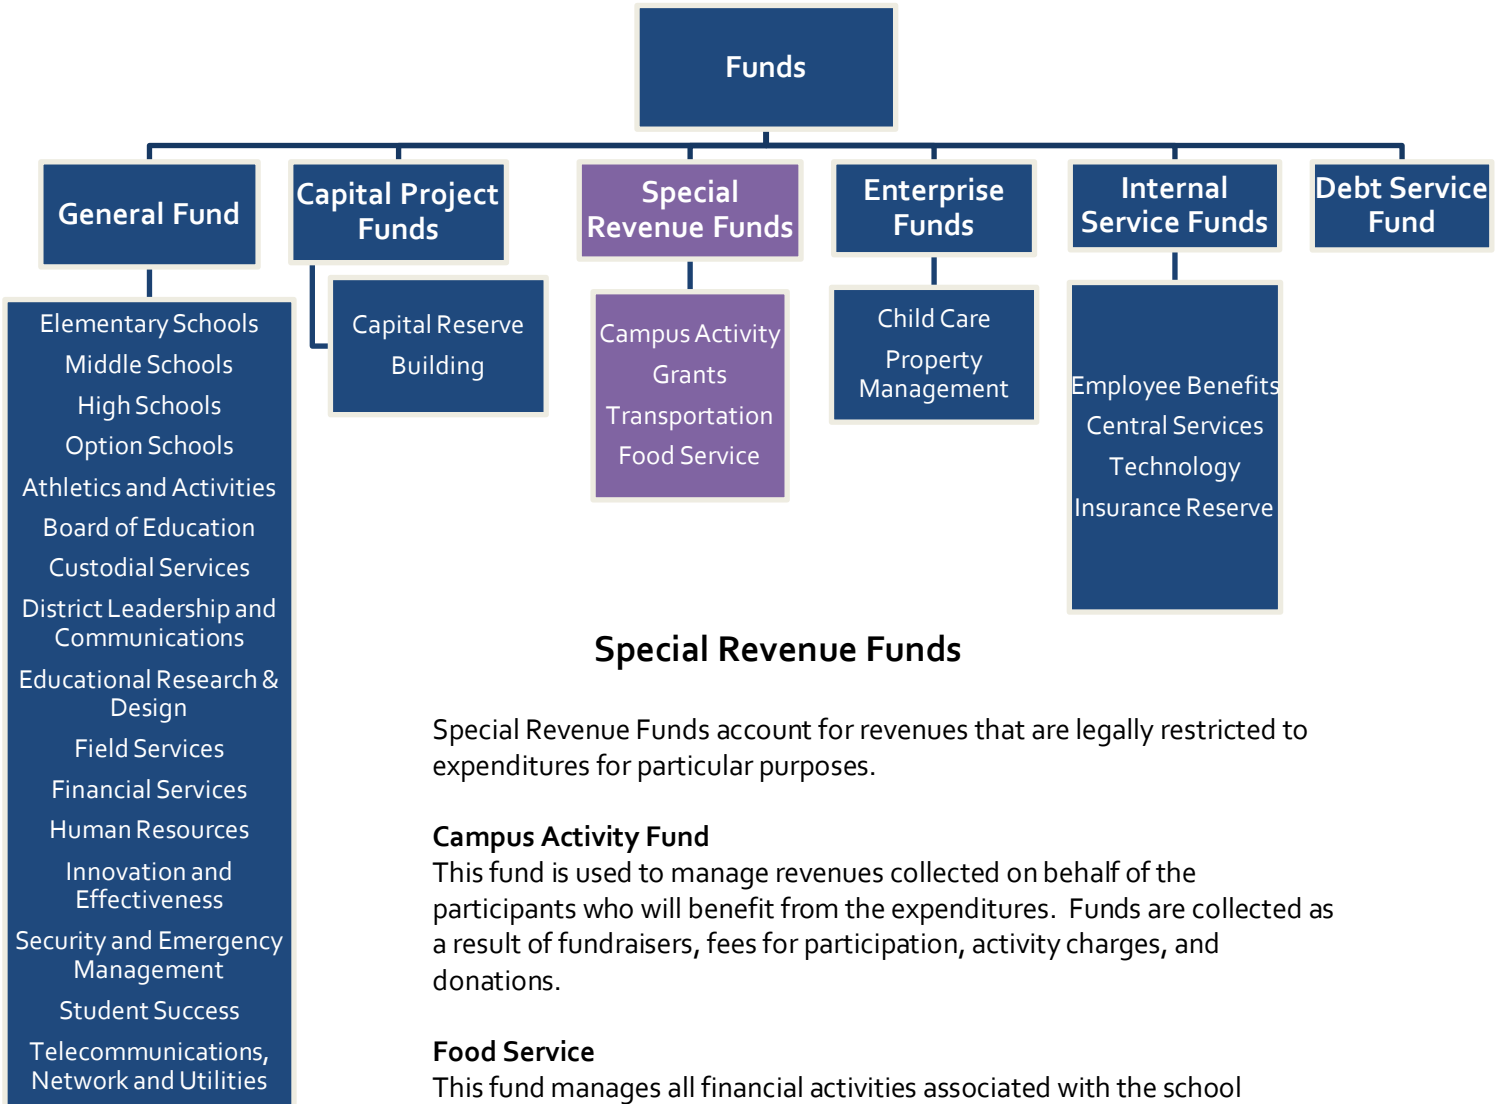 Funds
General Fund
Capital Project
Funds
Special
Revenue Funds
Enterprise
Funds
Internal
Service Funds
Debt Service
Fund
Elementary Schools
Middle Schools
High Schools
Option Schools
Athletics and Activities
Board of Education
Custodial Services
District Leadership and
Communications
Educational Research &
Design
Field Services
Financial Services
Human Resources
Innovation and
Effectiveness
Security and Emergency
Management
Student Success
Telecommunications,
Network and Utilities
Capital Reserve
Building
Campus Activity
Grants
Transportation
Food Service
Child Care
Property
Management
Employee Benefits
Central Services
Technology
Insurance Reserve
Special Revenue Funds
Special Revenue Funds account for revenues that are legally restricted to
expenditures for particular purposes.
Campus Activity Fund
This fund is used to manage revenues collected on behalf of the
participants who will benefit from the expenditures.  Funds are collected as
a result of fundraisers, fees for participation, activity charges, and
donations.
Food Service
This fund manages all financial activities associated with the school